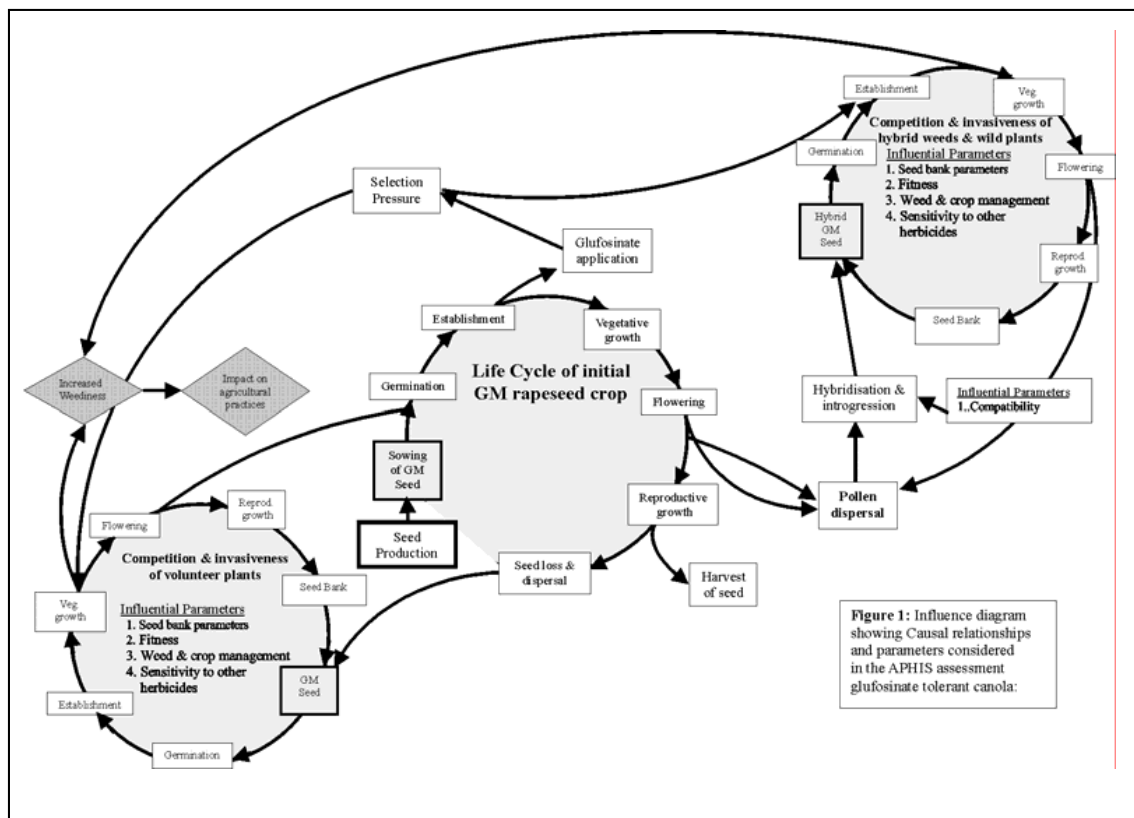 Establishment
Veg.
growth
Competition & invasiveness of
hybrid weeds & wild plants
Influential Parameters
1. Seed bank parameters
2. Fitness
3. Weed & crop management
4. Sensitivity to other
herbicides
Germination
Flowering
Hybrid
GM
Seed
Reprod.
growth
Seed Bank
Selection
Pressure
Glufosinate
application
Establishment
Vegetative
growth
Life Cycle of initial
GM rapeseed crop
Germination
Flowering
Increased
Weediness
Impact on
agricultural
practices
Hybridisation &
introgression
Influential Parameters
1..Compatibility
Sowing
of GM
Seed
Seed
Production
Reproductive
growth
Pollen
dispersal
Seed loss &
dispersal
Harvest
of seed
Flowering
Reprod.
growth
Competition & invasiveness
of volunteer plants
Seed Bank
Veg.
growth
Influential Parameters
1. Seed bank parameters
2. Fitness
3. Weed & crop management
4. Sensitivity to other
herbicides
GM
Seed
Establishment
Germination
Figure 1: Influence diagram
showing Causal relationships
and parameters considered
in the APHIS assessment
glufosinate tolerant canola: